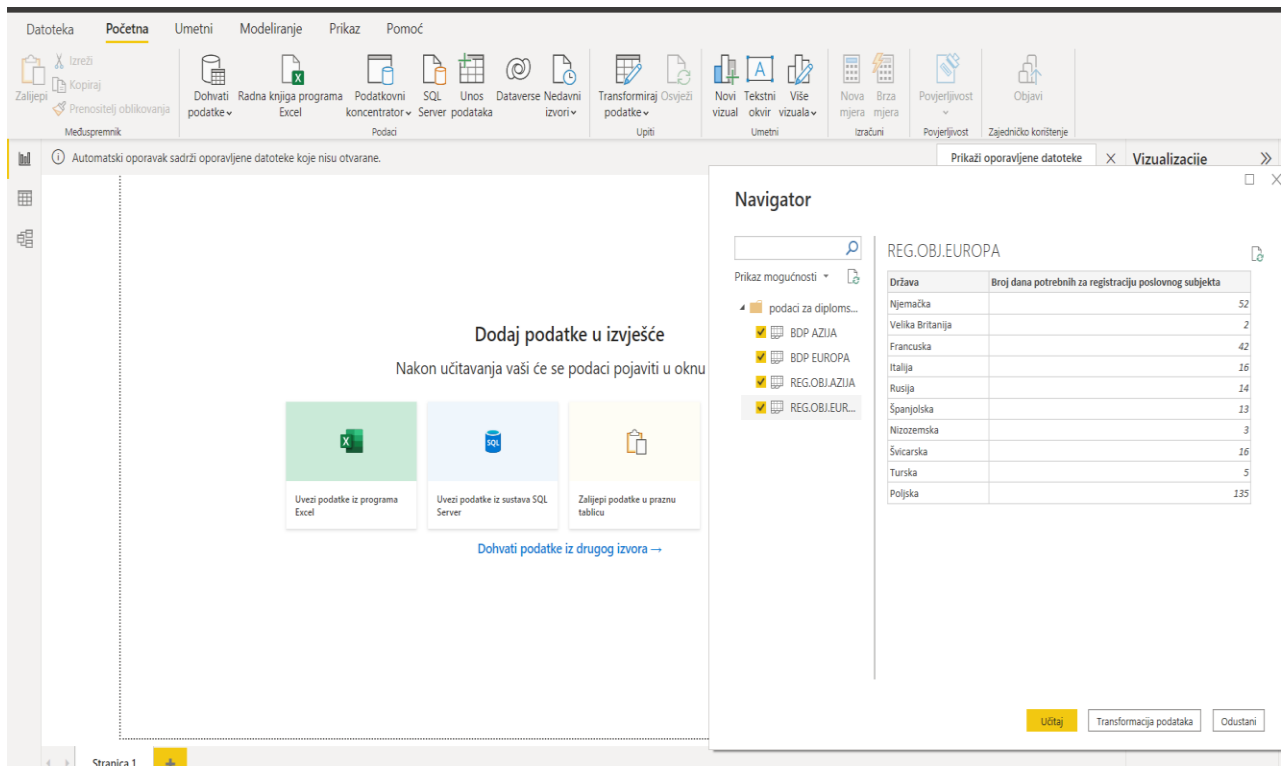 Datoteka Početna Umetni Modeliranje Prikaz Pomoć
Zalijepi
Izreži
Kopiraj
Prenositelj oblikovanja
Međuspremnik
Dohvati podatke
Radna knjiga programa Excel
Podatkovni koncentrator
SQL Server
Unos podataka
Dataverse
Nedavni izvori
Podaci
Transformiraj podatke
Osvježi
Upiti
Novi vizual
Tekstni okvir
Više vizuala
Umetni
Nova mjera
Brza mjera
Izračuni
Povjerljivost
Povjerljivost
Objavi
Zajedničko korištenje
Automatski oporavak sadrži oporavljene datoteke koje nisu otvarane.
Prikaži oporavljene datoteke
Vizualizacije
Dodaj podatke u izvješće
Nakon učitavanja vaši će se podaci pojaviti u oknu
X
SQL
Uvezi podatke iz programa
Excel
Uvezi podatke iz sustava SQL
Server
Zalijepi podatke u praznu
tablicu
Dohvati podatke iz drugog izvora →
Navigator
Prikaz mogućnosti
podaci za diploms...
BDP AZIJA
BDP EUROPA
REG.OBJ.AZIJA
REG.OBJ.EUR...
REG.OBJ.EUROPA
Država Broj dana potrebnih za registraciju poslovnog subjekta
Njemačka 52
Velika Britanija 2
Francuska 42
Italija 16
Rusija 14
Španjolska 13
Nizozemska 3
Švicarska 16
Turska 5
Poljska 135
Učitaj Transformacija podataka Odustani
Stranica 1